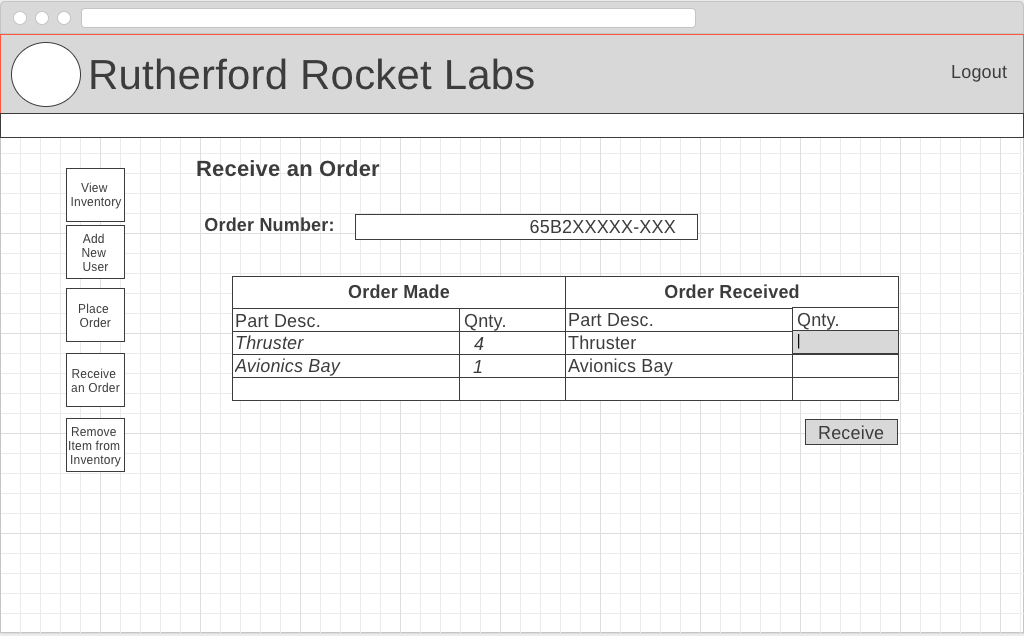 Rutherford Rocket Labs
Logout
View
Inventory
Add
New
User
Place
Order
Receive
an Order
Remove
Item from
Inventory
Receive an Order
Order Number: 65B2XXXXX-XXX
Order Made Order Received
Part Desc. Qnty. Part Desc. Qnty.
Thruster 4 Thruster
Avionics Bay 1 Avionics Bay
Receive